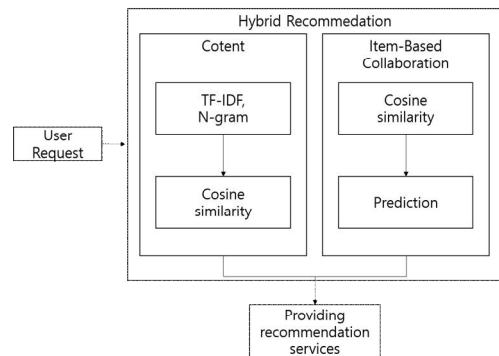 Hybrid Recommedation
Cotent
TF-IDF,
N-gram
Cosine
similarity
Item-Based
Collaboration
Cosine
similarity
Prediction
User
Request
Providing
recommendation
services